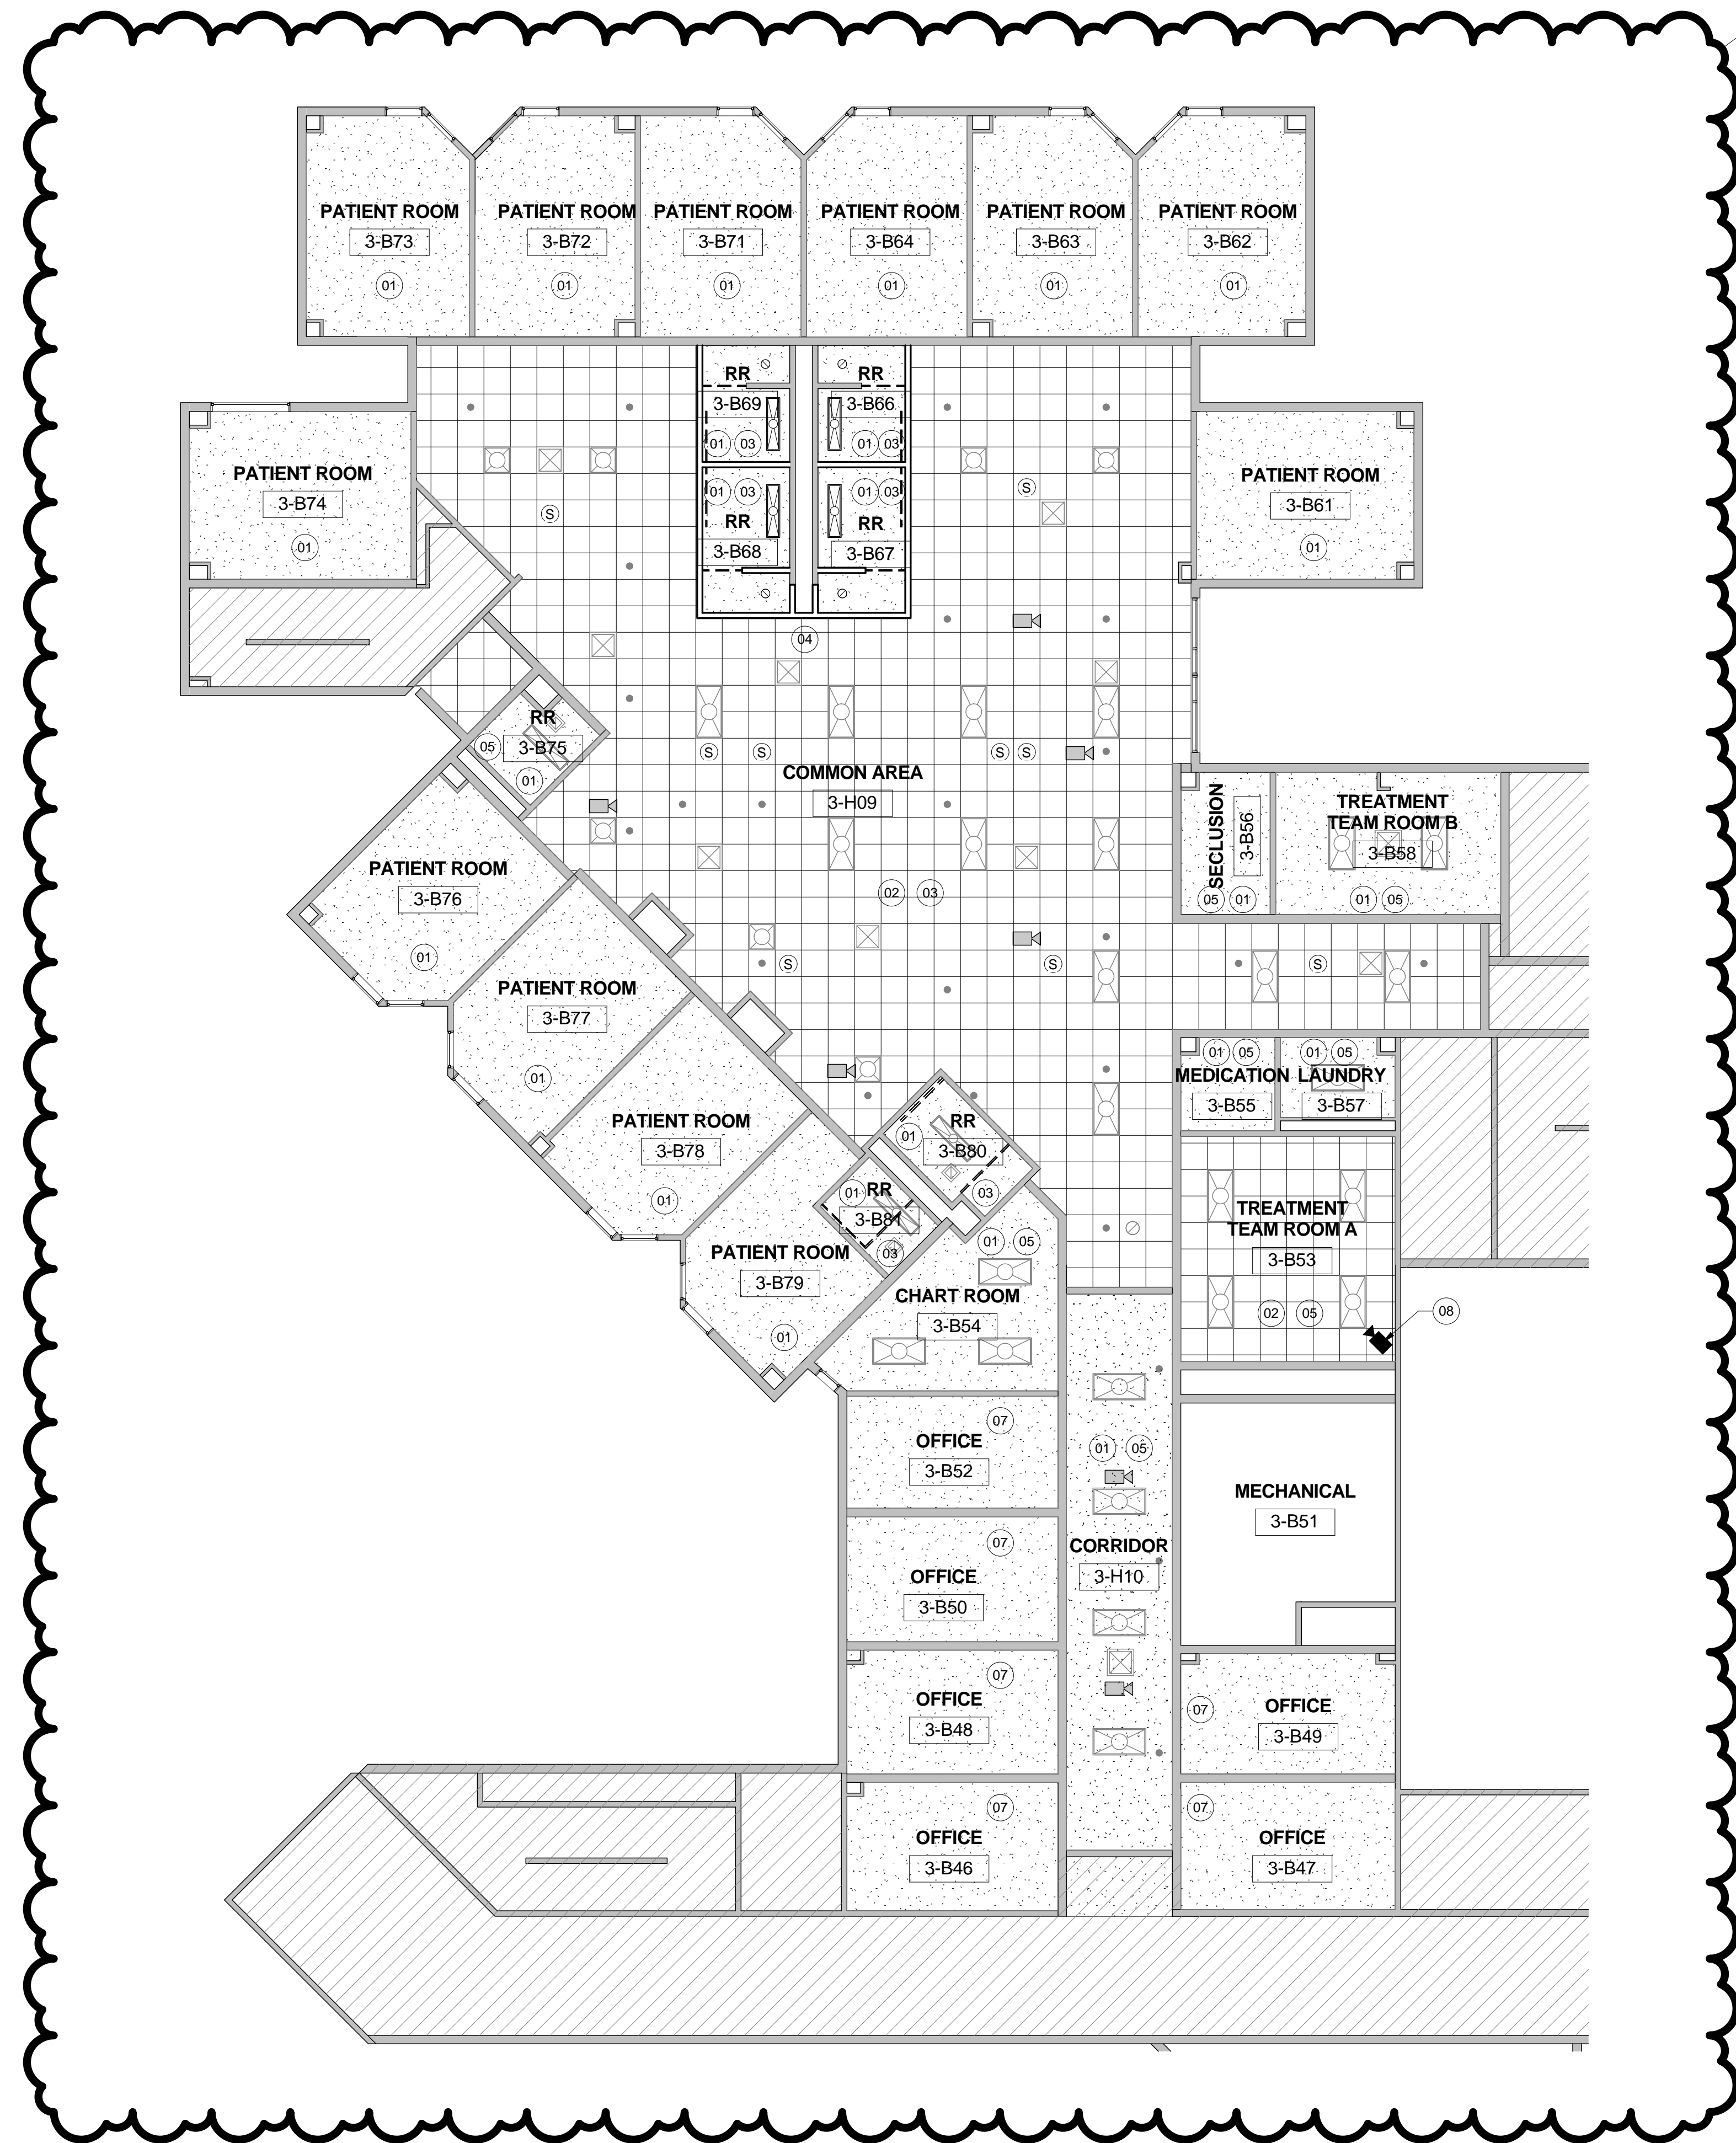 PATIENT ROOM
3-B73
01
PATIENT ROOM
3-B72
01
PATIENT ROOM
3-B71
01
PATIENT ROOM
3-B64
01
PATIENT ROOM
3-B63
01
PATIENT ROOM
3-B62
01
RR
3-B69
01 03
RR
3-B66
01 03
01 03
RR
3-B68
01 03
RR
3-B67
PATIENT ROOM
3-B74
01
PATIENT ROOM
3-B61
01
S
S
04
RR
05 3-B75
01
S
S
S
S
COMMON AREA
3-H09
02 03
SECLUSION
3-B56
05 01
TREATMENT
TEAM ROOM B
3-B58
01 05
PATIENT ROOM
3-B76
01
S
S
S
PATIENT ROOM
3-B77
01
01 05
MEDICATION
3-B55
01 05
LAUNDRY
3-B57
PATIENT ROOM
3-B78
01
RR
01
3-B80
03
01
RR
3-B81
03
PATIENT ROOM
3-B79
01
01 05
CHART ROOM
3-B54
TREATMENT
TEAM ROOM A
3-B53
02 05
08
07
OFFICE
3-B52
01 05
MECHANICAL
3-B51
07
OFFICE
3-B50
CORRIDOR
3-H10
07
OFFICE
3-B48
07
OFFICE
3-B49
07
OFFICE
3-B46
07
OFFICE
3-B47